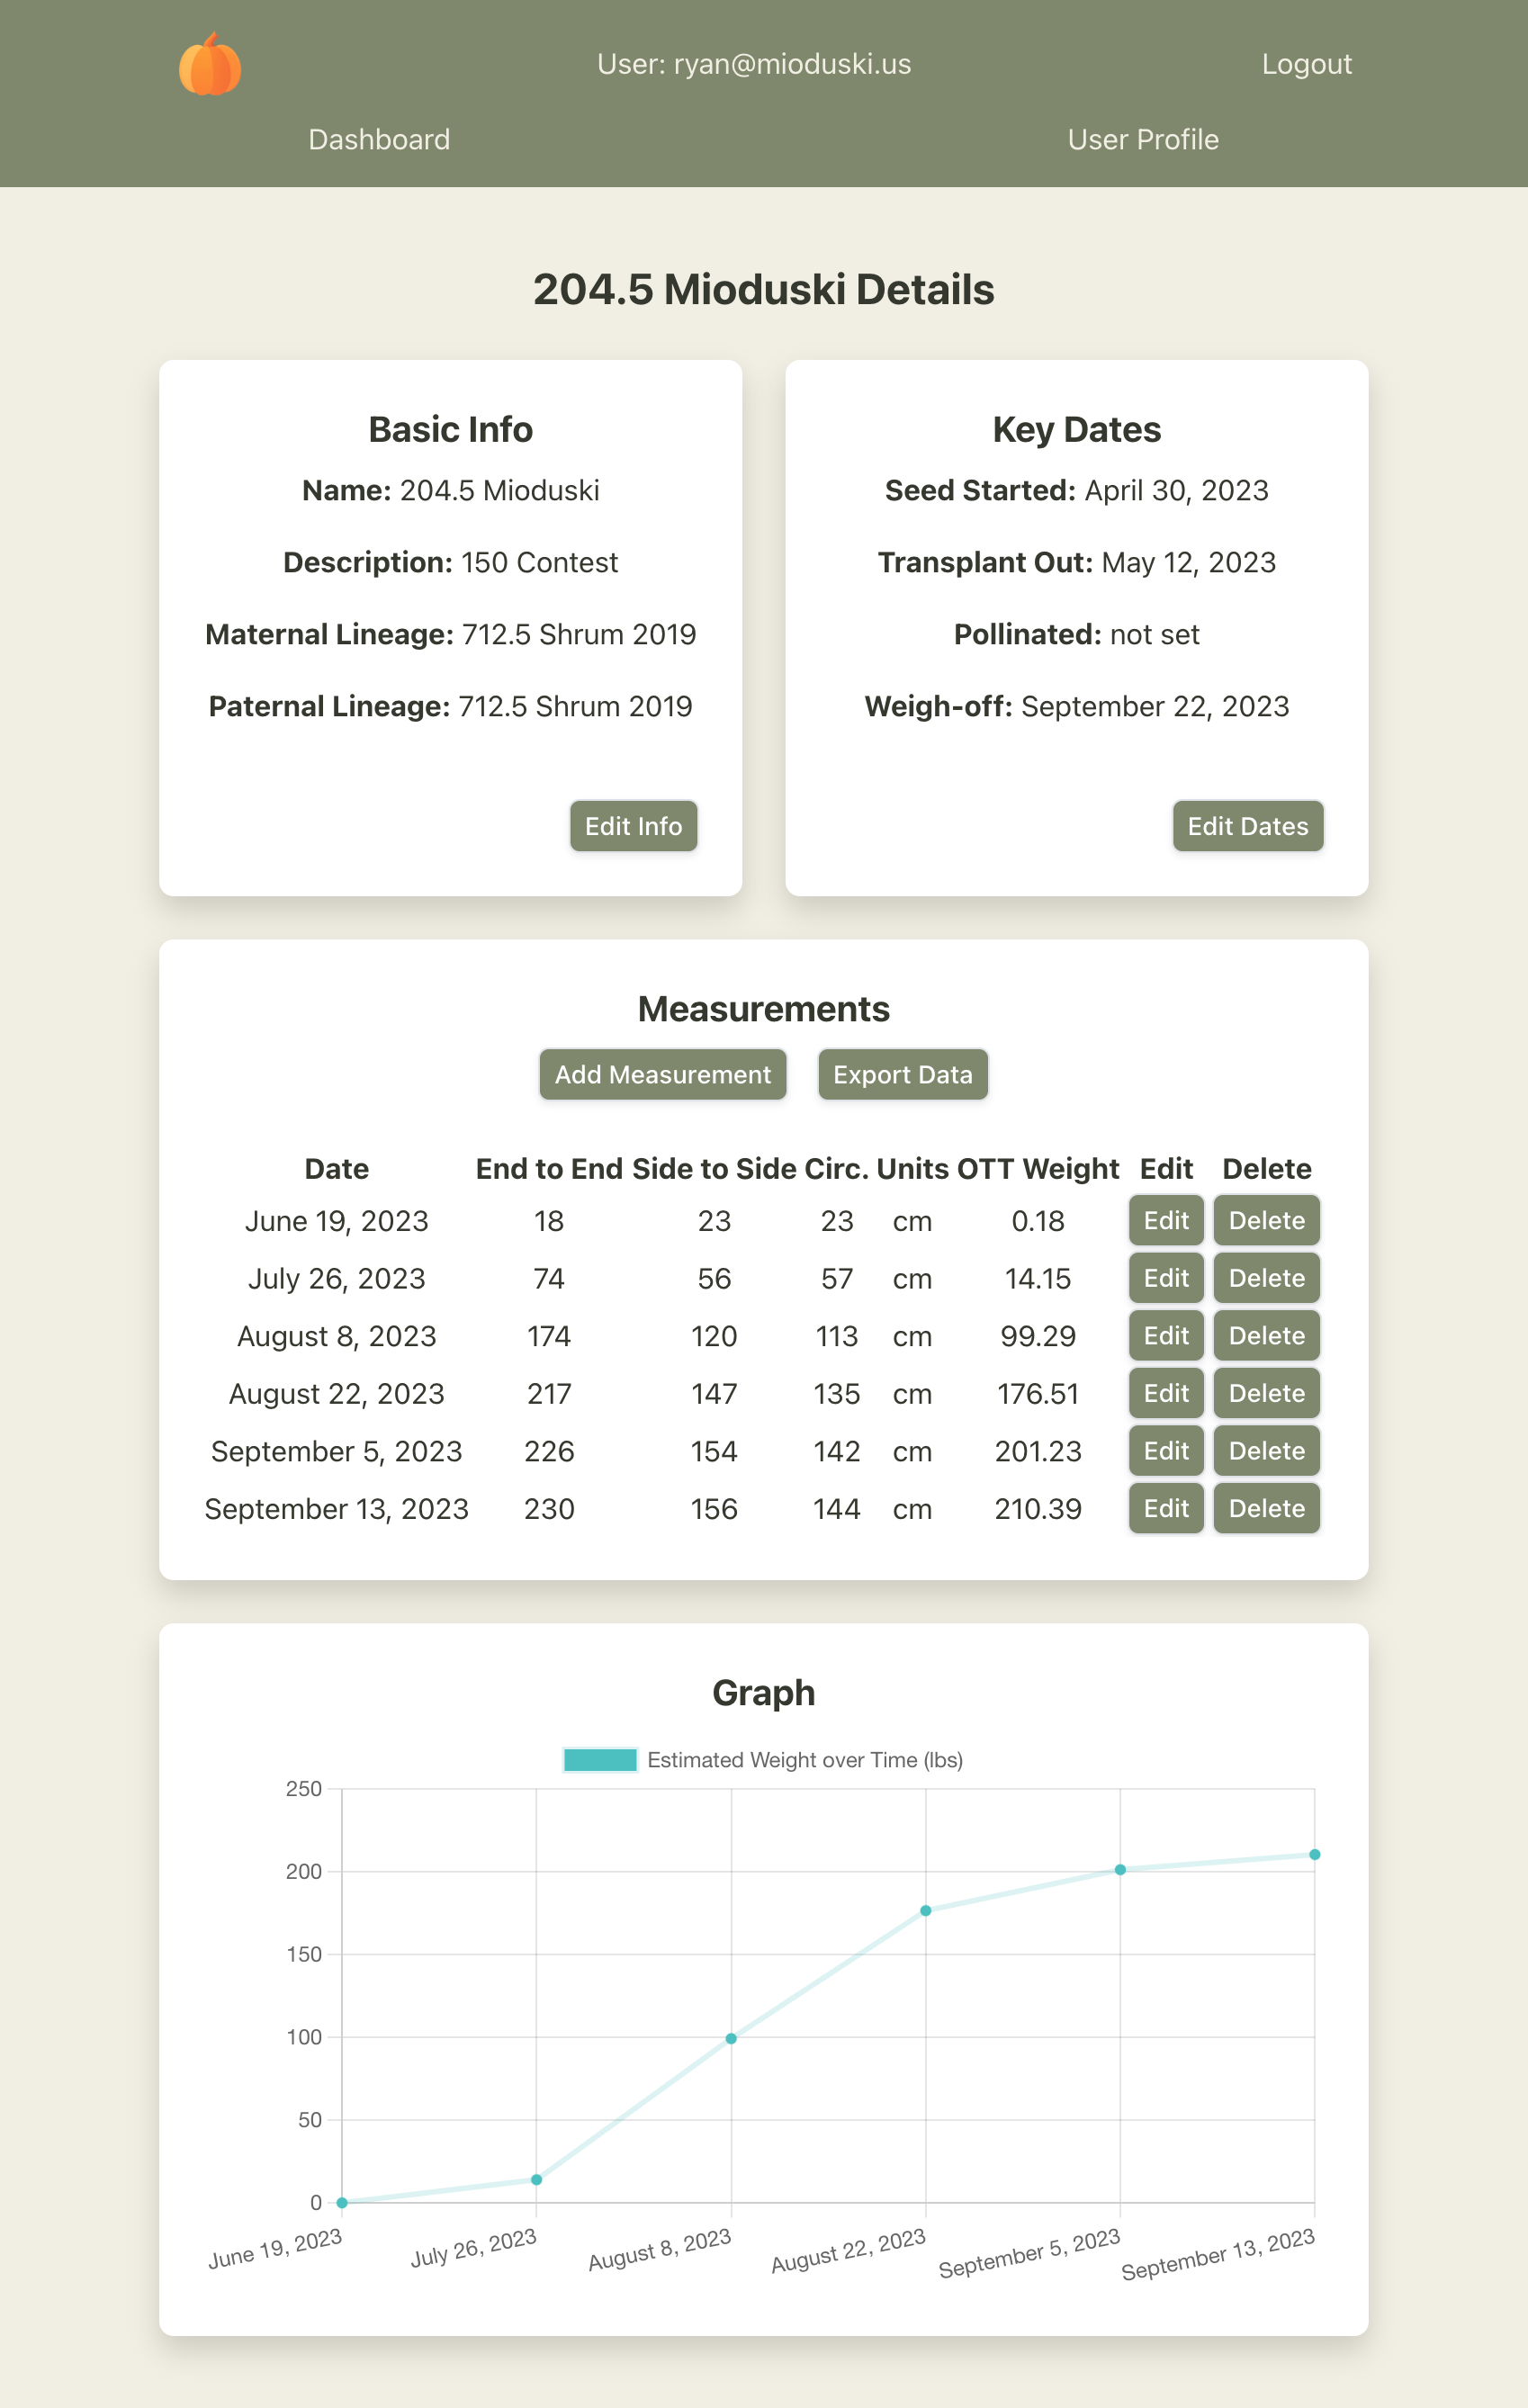 User: ryan@mioduski.us
Logout
Dashboard
User Profile
204.5 Mioduski Details
Basic Info
Name: 204.5 Mioduski
Description: 150 Contest
Maternal Lineage: 712.5 Shrum 2019
Paternal Lineage: 712.5 Shrum 2019
Edit Info
Key Dates
Seed Started: April 30, 2023
Transplant Out: May 12, 2023
Pollinated: not set
Weigh-off: September 22, 2023
Edit Dates
Measurements
Add Measurement Export Data
Date End to End Side to Side Circ. Units OTT Weight Edit Delete
June 19, 2023 18 23 23 cm 0.18 Edit Delete
July 26, 2023 74 56 57 cm 14.15 Edit Delete
August 8, 2023 174 120 113 cm 99.29 Edit Delete
August 22, 2023 217 147 135 cm 176.51 Edit Delete
September 5, 2023 226 154 142 cm 201.23 Edit Delete
September 13, 2023 230 156 144 cm 210.39 Edit Delete
Graph
Estimated Weight over Time (lbs)
250
200
150
100
50
0
June 19, 2023 July 26, 2023 August 8, 2023 August 22, 2023 September 5, 2023 September 13, 2023